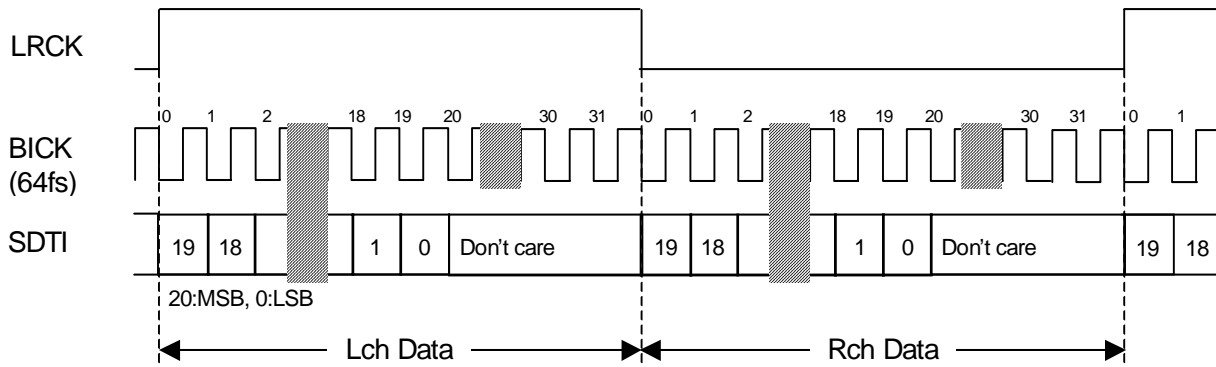 LRCK
0 1 2 18 19 20 30 31 0 1 2 18 19 20 30 31 0 1
BICK
(64fs)
SDTI 19 18 1 0 Don't care 19 18 1 0 Don't care 19 18
20:MSB, 0:LSB
Lch Data Rch Data